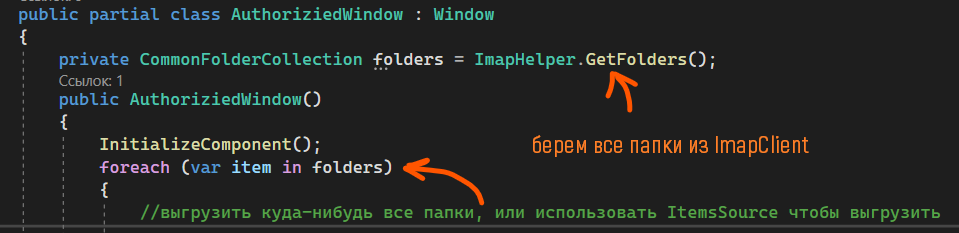 public partial class AuthoriziedWindow : Window
{
private CommonFolderCollection folders = ImapHelper.GetFolders();
Ссылок: 1
public AuthoriziedWindow()
{
InitializeComponent();
берем все папки из ImapClient
foreach (var item in folders)
{
//выгрузить куда-нибудь все папки, или использовать ItemsSource чтобы выгрузить